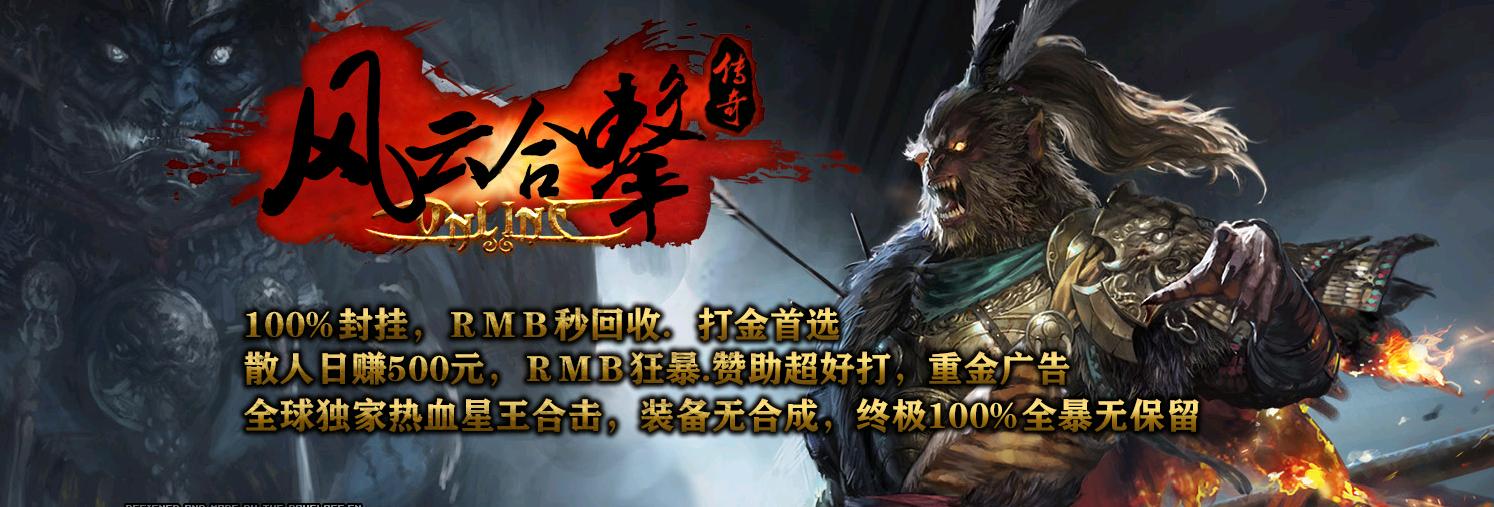 风云合擊
传奇
ONLINE
100%封挂，RMB秒回收．打金首选
散人日赚500元，RMB狂暴.赞助超好打，重金广告
全球独家热血星王合击，装备无合成，终极100%全暴无保留